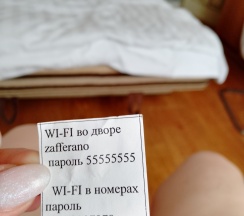 WI-FI во дворе
zafferano
пароль 55555555
WI-FI в номерах
пароль